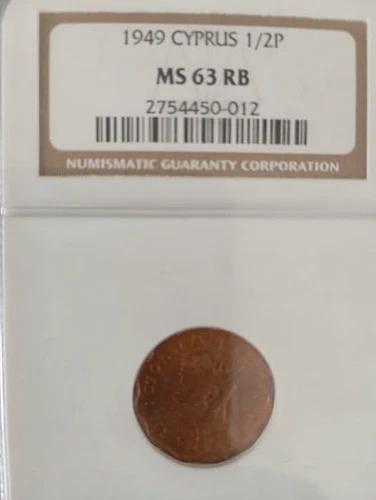 1949 CYPRUS 1/2P
MS 63 RB
2754450-012
NUMISMATIC GUARANTY CORPORATION